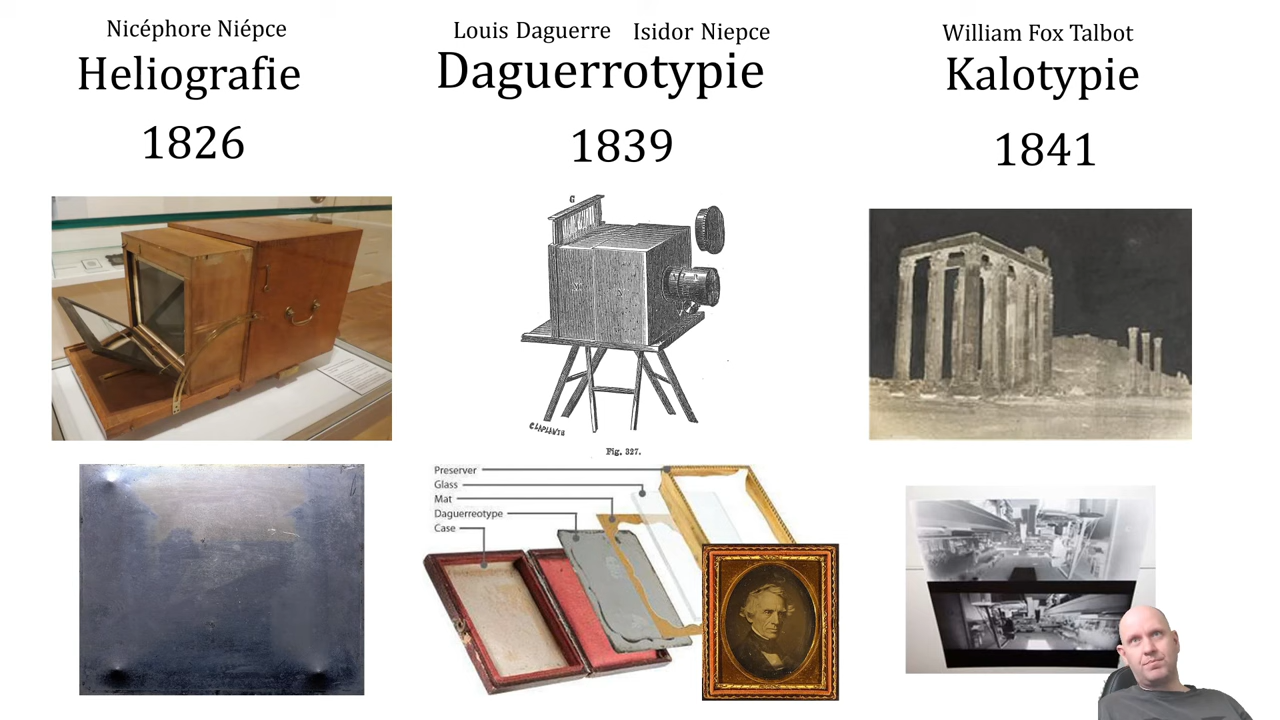 Nicéphore Niépce
Heliografie
1826
Louis Daguerre Isidor Niepce
Daguerrotypie
1839
G
Fig. 327.
Preserver
Glass
Mat
Daguerreotype
Case
William Fox Talbot
Kalotypie
1841